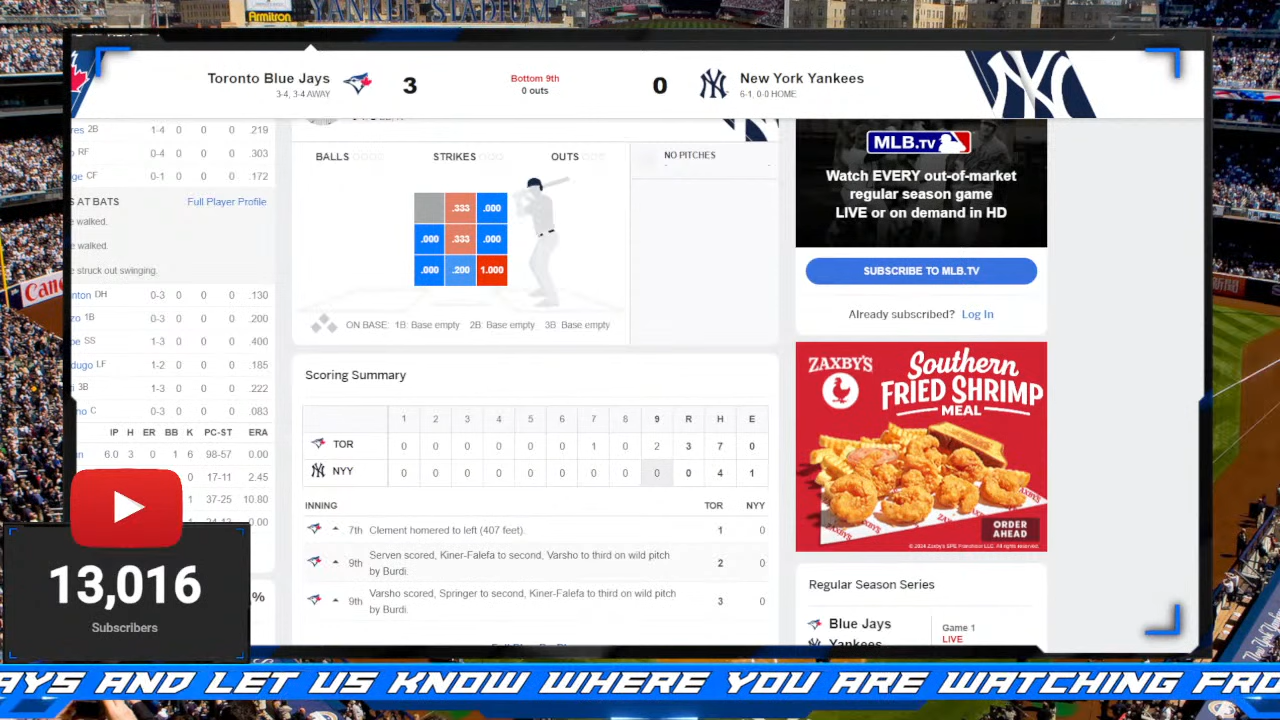 Armitron
YANKEE STADIUM
Toronto Blue Jays
3-4, 3-4 AWAY
3
Bottom 9th
0 outs
0
New York Yankees
6-1, 0-0 HOME
res 2B 1-4 0 0 0 .219
RF 0-4 0 0 0 .303
ge CF 0-1 0 0 0 .172
S AT BATS Full Player Profile
e walked.
e walked.
e struck out swinging.
nton DH 0-3 0 0 0 .130
ro 1B 0-3 0 0 0 .200
pe SS 1-3 0 0 0 .400
dugo LF 1-2 0 0 0 .185
3B 1-3 0 0 0 .222
no C 0-3 0 0 0 .083
IP H ER BB K PC-ST ERA
n 6.0 3 0 1 6 98-57 0.00
0 17-11 2.45
1 37-25 10.80
0.00
%
BALLS STRIKES OUTS
NO PITCHES
.333 .000
.000 .333 .000
.000 .200 1.000
ON BASE: 1B: Base empty 2B: Base empty 3B: Base empty
Scoring Summary
1 2 3 4 5 6 7 8 9 R H E
TOR 0 0 0 0 0 0 1 0 2 3 7 0
NYY 0 0 0 0 0 0 0 0 0 0 4 1
INNING TOR NYY
7th Clement homered to left (407 feet). 1 0
9th Serven scored, Kiner-Falefa to second, Varsho to third on wild pitch by Burdi. 2 0
9th Varsho scored, Springer to second, Kiner-Falefa to third on wild pitch by Burdi. 3 0
MLB.TV
Watch EVERY out-of-market
regular season game
LIVE or on demand in HD
SUBSCRIBE TO MLB.TV
Already subscribed? Log In
ZAXBY'S
Southern
FRIED SHRIMP
MEAL
ORDER
AHEAD
Regular Season Series
Blue Jays
Yankees
Game 1
LIVE
13,016
Subscribers
AYS AND LET US KNOW WHERE YOU ARE WATCHING FRO